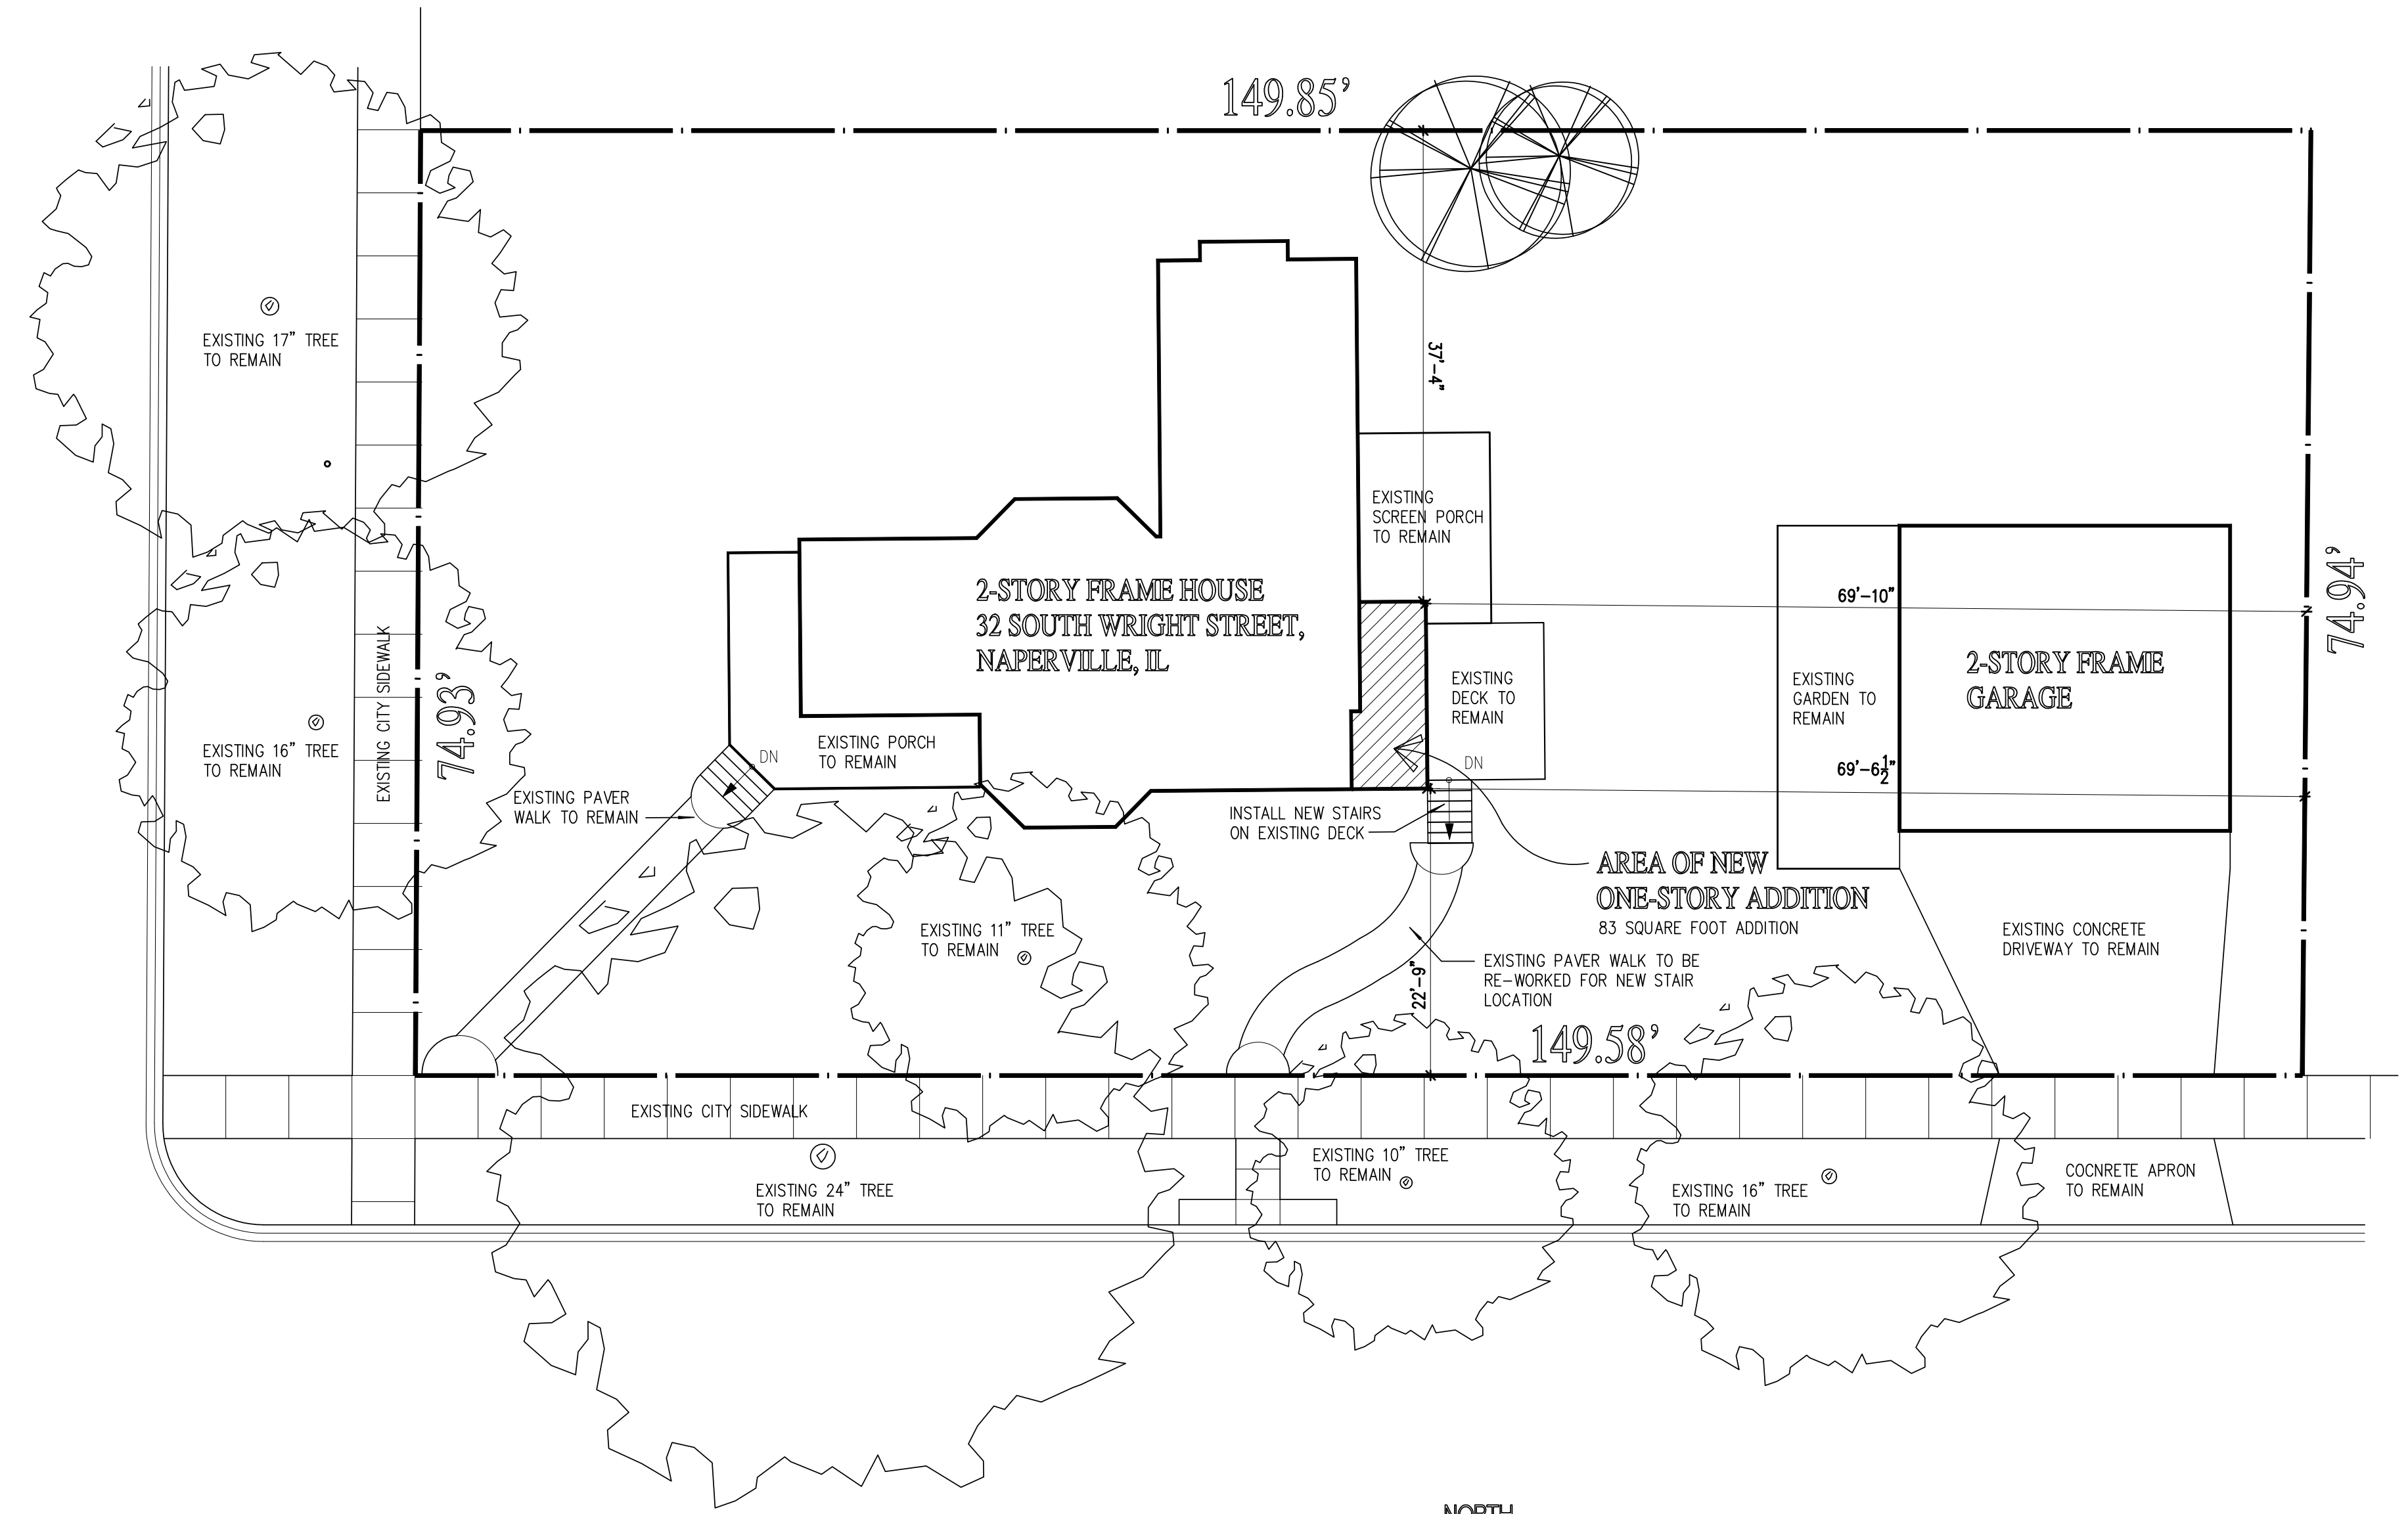 149.85'
EXISTING 17" TREE
TO REMAIN
37'-4"
EXISTING
SCREEN PORCH
TO REMAIN
2-STORY FRAME HOUSE
32 SOUTH WRIGHT STREET,
NAPERVILLE, IL
69'-10"
74.94'
2-STORY FRAME
GARAGE
EXISTING
DECK TO
REMAIN
EXISTING
GARDEN TO
REMAIN
EXISTING CITY SIDEWALK
74.93'
EXISTING 16" TREE
TO REMAIN
EXISTING PORCH
TO REMAIN
DN
DN
69'-6½"
EXISTING PAVER
WALK TO REMAIN
INSTALL NEW STAIRS
ON EXISTING DECK
AREA OF NEW
ONE-STORY ADDITION
83 SQUARE FOOT ADDITION
EXISTING 11" TREE
TO REMAIN
EXISTING CONCRETE
DRIVEWAY TO REMAIN
22'-9"
EXISTING PAVER WALK TO BE
RE-WORKED FOR NEW STAIR
LOCATION
149.58'
EXISTING CITY SIDEWALK
EXISTING 10" TREE
TO REMAIN
EXISTING 24" TREE
TO REMAIN
EXISTING 16" TREE
TO REMAIN
COCNRETE APRON
TO REMAIN
NORTH